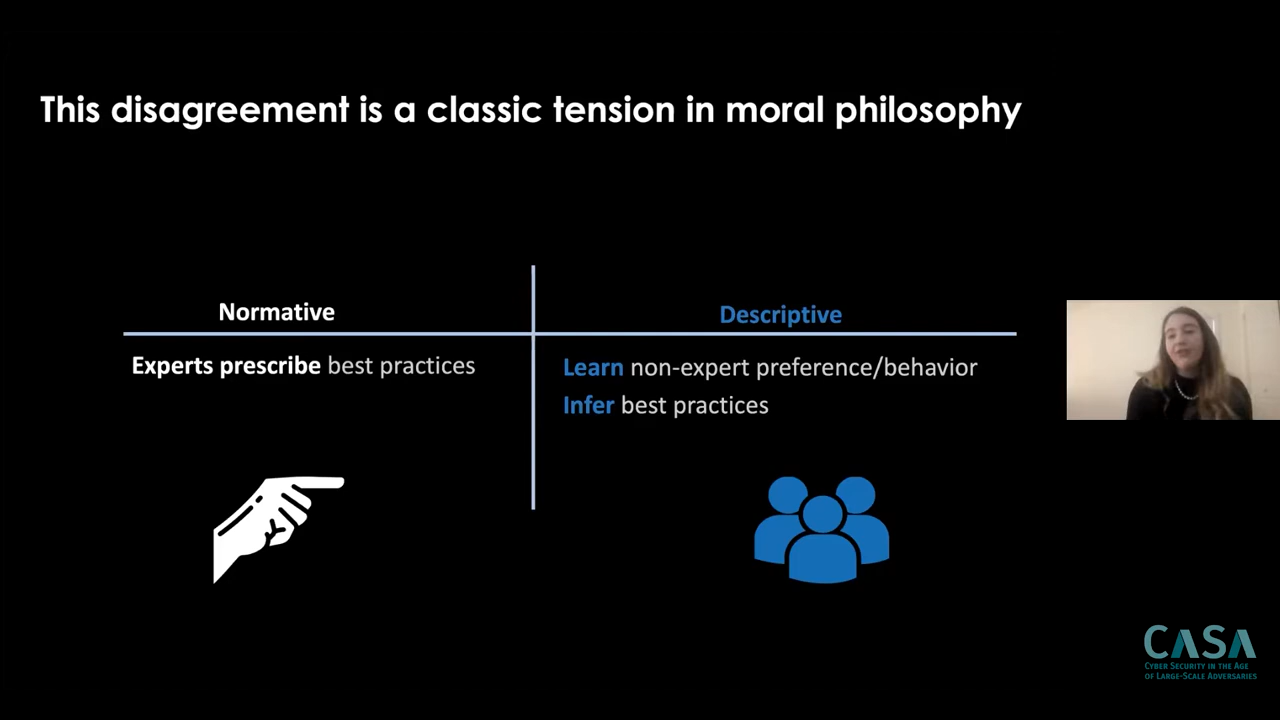 This disagreement is a classic tension in moral philosophy
Normative
Descriptive
Experts prescribe best practices
Learn non-expert preference/behavior
Infer best practices
CASA
CYBER SECURITY IN THE AGE
OF LARGE-SCALE ADVERSARIES